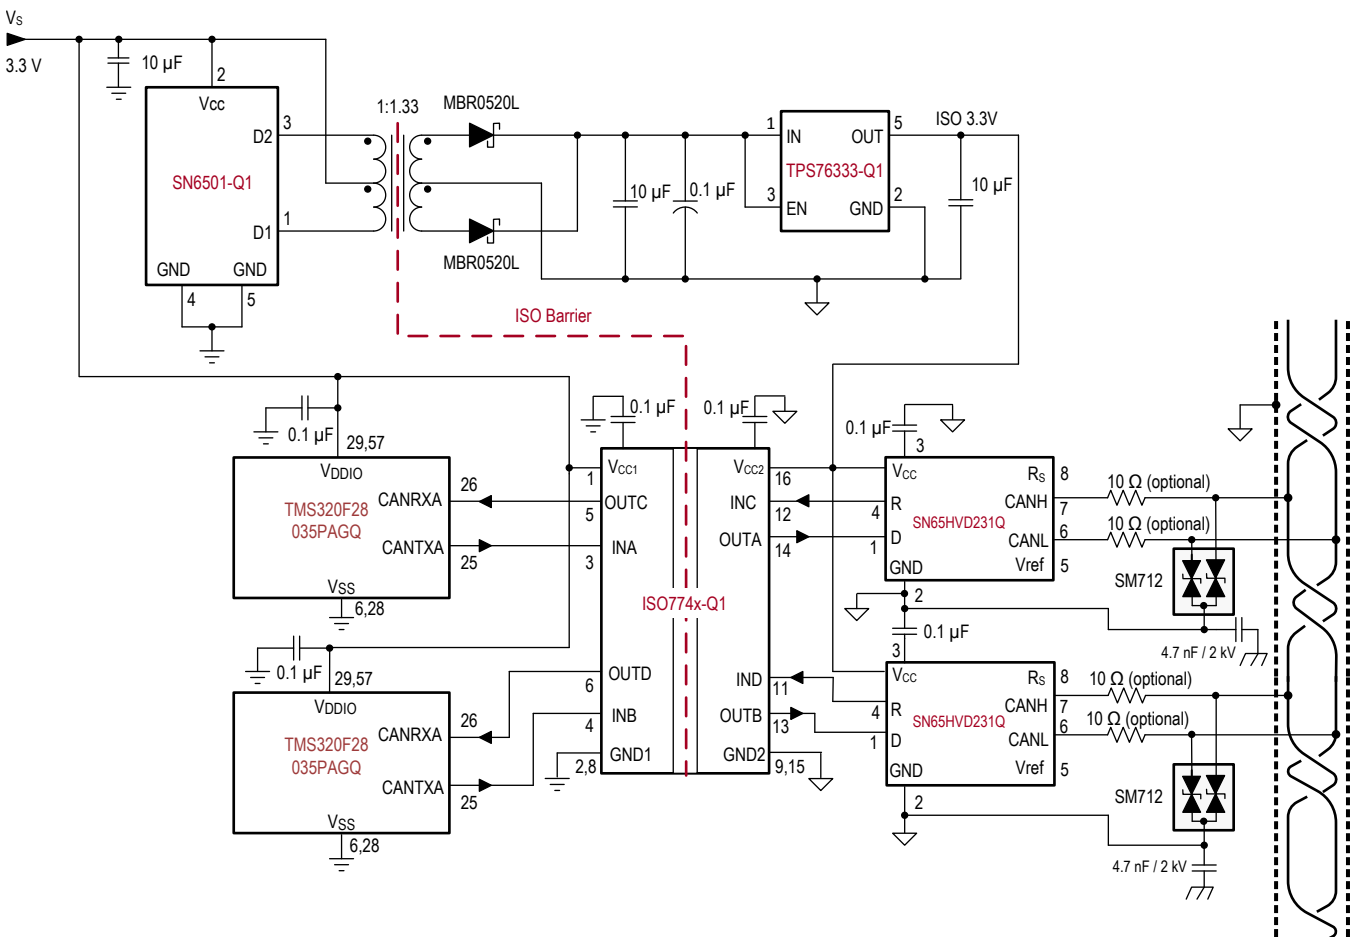 VS
3.3 V
10 µF
2
Vcc
D2
3
SN6501-Q1
D1
1
GND
GND
4
5
1:1.33
MBR0520L
MBR0520L
10 µF
0.1 µF
1
IN
OUT
5
TPS76333-Q1
3
EN
GND
2
ISO 3.3V
10 µF
ISO Barrier
0.1 µF
29,57
VDDIO
TMS320F28
035PAGQ
CANRXA
26
CANTXA
25
VSS
6,28
0.1 µF
29,57
VDDIO
TMS320F28
035PAGQ
CANRXA
26
CANTXA
25
VSS
6,28
0.1 µF
0.1 µF
VCC1
1
OUTC
5
INA
3
ISO774x-Q1
OUTD
6
INB
4
GND1
2,8
VCC2
16
INC
12
OUTA
14
IND
11
OUTB
13
GND2
9,15
0.1 µF
3
VCC
RS
8
R
4
CANH
7
SN65HVD231Q
D
1
CANL
6
GND
Vref
5
2
10 Ω (optional)
10 Ω (optional)
SM712
4.7 nF / 2 kV
0.1 µF
3
VCC
RS
8
R
4
CANH
7
SN65HVD231Q
D
1
CANL
6
GND
Vref
5
2
10 Ω (optional)
10 Ω (optional)
SM712
4.7 nF / 2 kV